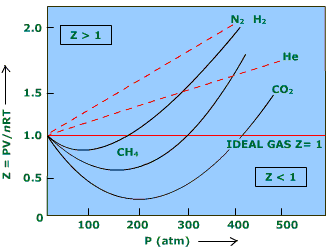 2.0
Z > 1
N₂ H₂
He
1.5
CO₂
Z = PV/nRT
1.0
CH₄
IDEAL GAS Z= 1
0.5
Z < 1
0
100 200 300 400 500
P (atm)